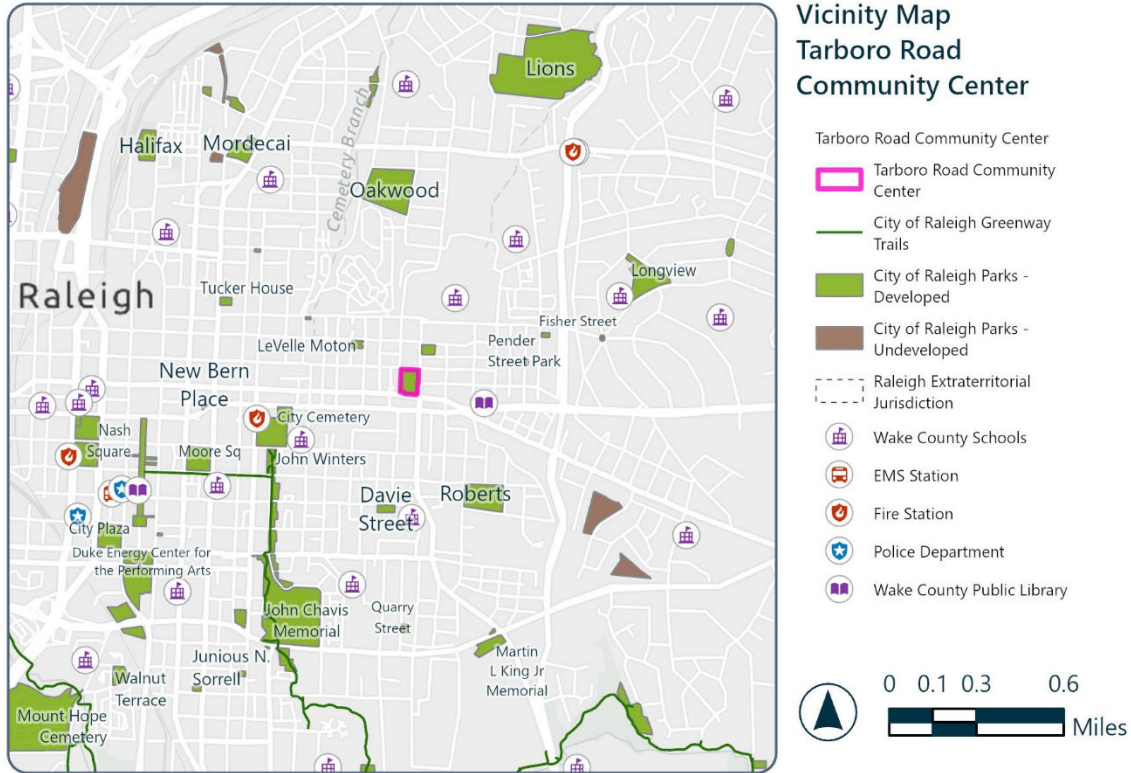 Vicinity Map
Tarboro Road
Community Center
Tarboro Road Community Center
Tarboro Road Community
Center
City of Raleigh Greenway
Trails
City of Raleigh Parks -
Developed
City of Raleigh Parks -
Undeveloped
Raleigh Extraterritorial
Jurisdiction
Wake County Schools
EMS Station
Fire Station
Police Department
Wake County Public Library
0 0.1 0.3 0.6
Miles
Lions
Halifax
Mordecai
Cemetery Branch
Oakwood
Longview
Raleigh
Tucker House
Fisher Street
LeVelle Moton
Pender
Street Park
New Bern
Place
City Cemetery
Nash
Square
Moore Sq
John Winters
Davie
Street
Roberts
City Plaza
Duke Energy Center for
the Performing Arts
John Chavis
Memorial
Quarry
Street
Junious N.
Sorrell
Martin
L King Jr
Memorial
Walnut
Terrace
Mount Hope
Cemetery